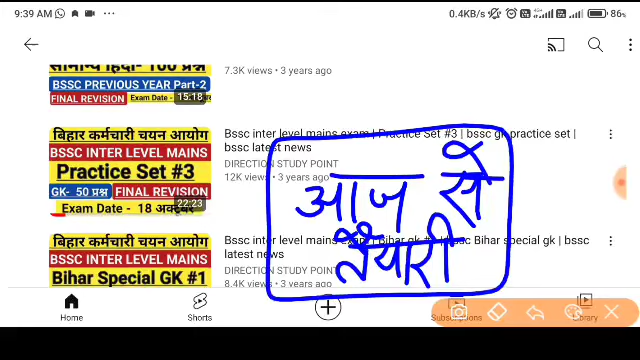 9:39 AM
0.4KB/s
86%
सामान्य हिंदी- 100 प्रश्न
BSSC PREVIOUS YEAR Part-2
FINAL REVISION Exam Date -
15:18
7.3K views • 3 years ago
बिहार कर्मचारी चयन आयोग
BSSC INTER LEVEL MAINS
Practice Set #3
GK- 50 प्रश्न FINAL REVISION
Exam Date - 18 अक्टूबर
22:23
Bssc inter level mains exam | Practice Set #3 | bssc gk practice set |
bssc latest news
DIRECTION STUDY POINT
12K views • 3 years ago
आज से
तैयारी
बिहार कर्मचारी चयन आयोग
BSSC INTER LEVEL MAINS
Bihar Special GK #1
Bssc inter level mains exam | Bihar gk | bssc Bihar special gk | bssc
latest news
DIRECTION STUDY POINT
8.4K views • 3 years ago
Home
Shorts
Subscriptions
Library